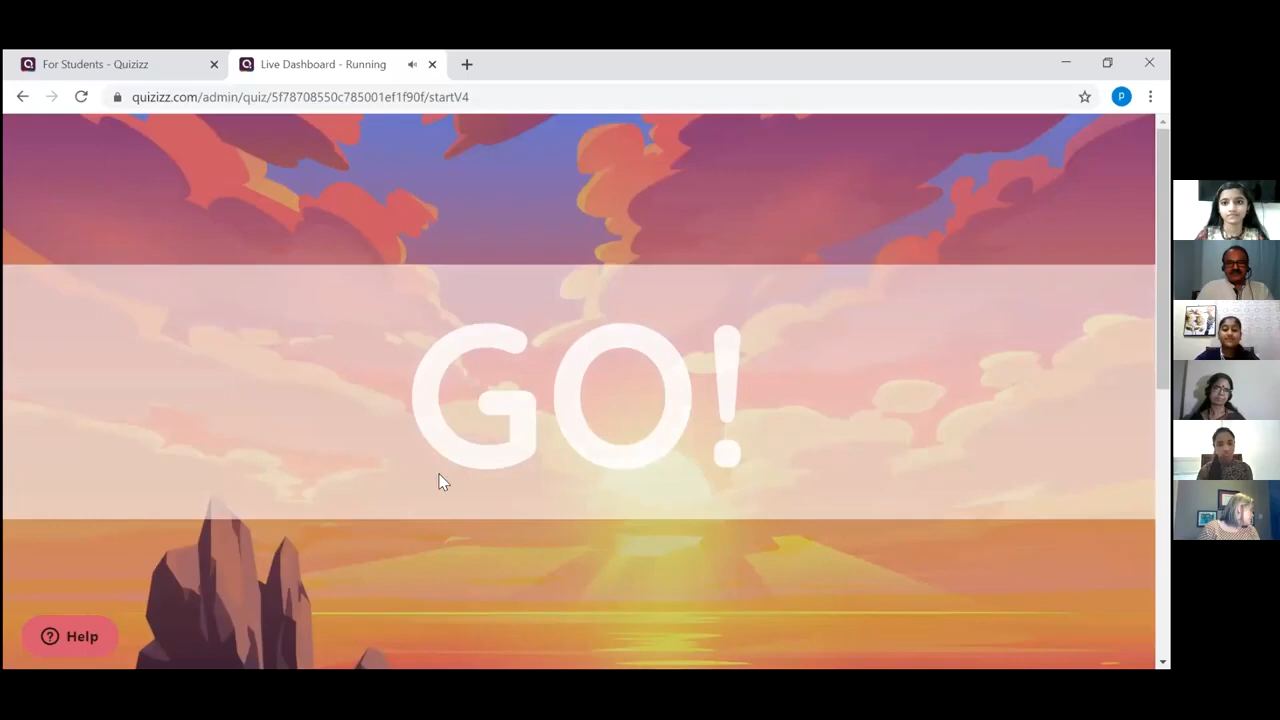 For Students - Quizizz
Live Dashboard - Running
quizizz.com/admin/quiz/5f78708550c785001ef1f90f/startV4
P
GO!
? Help